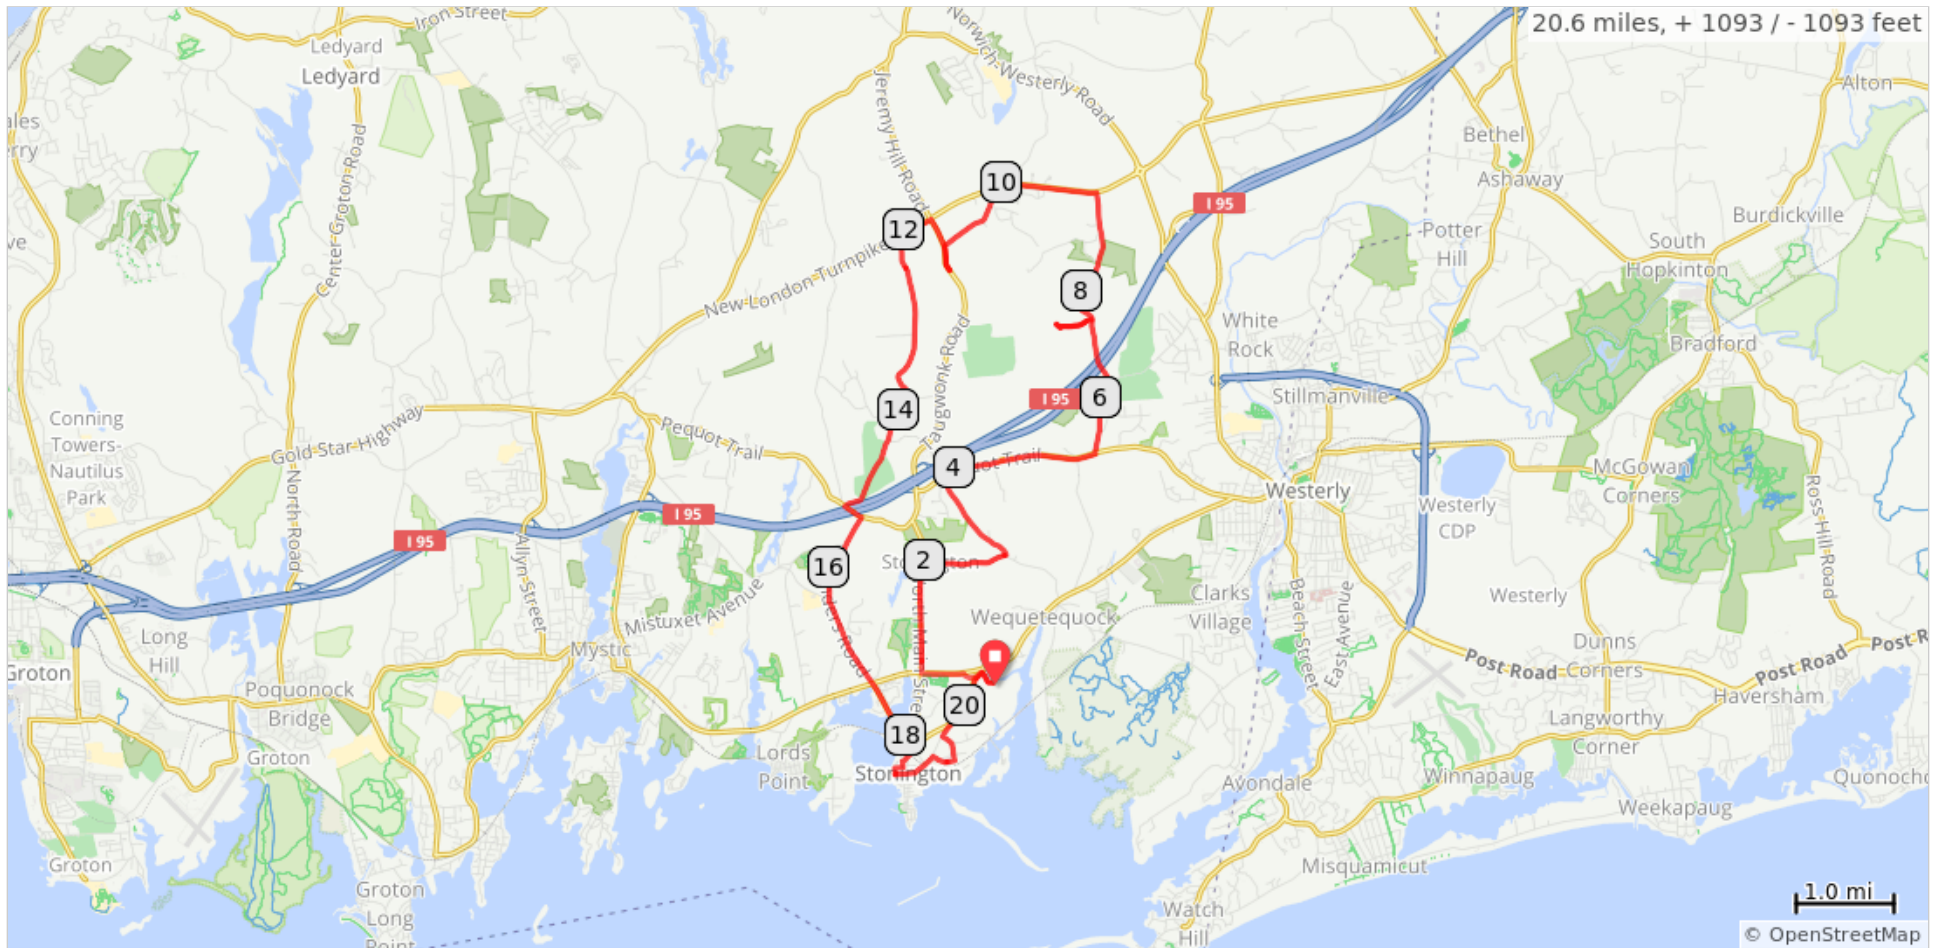 20.6 miles, + 1093 / - 1093 feet
Iron Street
Ledyard
Ledyard
Norwich-Westerly Road
Jeremy Hill Road
Alton
Bethel
Ashaway
Center Groton Road
10
I 95
12
Burdickville
Potter
Hill
South
Hopkinton
New London Turnpike
8
White
Rock
Bradford
Taugwonk Road
I 95
6
Stillmanville
14
Conning
Towers-
Nautilus
Park
Gold Star Highway
Pequot Trail
4
ot Trail
McGowan
Corners
Westerly
Westerly
CDP
Ross Hill Road
North Road
I 95
I 95
Allyn Street
16
2
Clarks
Village
Wequetequock
Westerly
Beach Street
East Avenue
Mistuxet Avenue
Long
Hill
Mystic
Groton
Dunns
Corners
Post Road
Post Road
Post R
Poquonock
Bridge
Haversham
20
18
Langworthy
Corner
Groton
Lords
Point
Stonington
Avondale
Winnapaug
Weekapaug
Misquamicut
Groton
Groton
Long
Point
1.0 mi
Watch
Hill
© OpenStreetMap